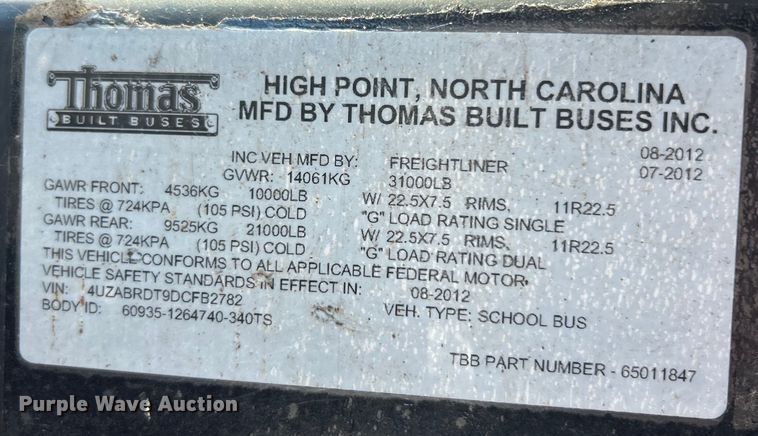 Thomas
BUILT BUSES
HIGH POINT, NORTH CAROLINA
MFD BY THOMAS BUILT BUSES INC.
08-2012
INC VEH MFD BY: FREIGHTLINER 07-2012
GVWR: 14061KG 31000LB
GAWR FRONT: 4536KG 10000LB W/ 22.5X7.5 RIMS, 11R22.5
TIRES @ 724KPA (105 PSI) COLD "G" LOAD RATING SINGLE
GAWR REAR: 9525KG 21000LB W/ 22.5X7.5 RIMS, 11R22.5
TIRES @ 724KPA (105 PSI) COLD "G" LOAD RATING DUAL
THIS VEHICLE CONFORMS TO ALL APPLICABLE FEDERAL MOTOR
VEHICLE SAFETY STANDARDS IN EFFECT IN: 08-2012
VIN: 4UZABRDT9DCFB2782
BODY ID: 60935-1264740-340TS VEH. TYPE: SCHOOL BUS
TBB PART NUMBER - 65011847
Purple Wave Auction